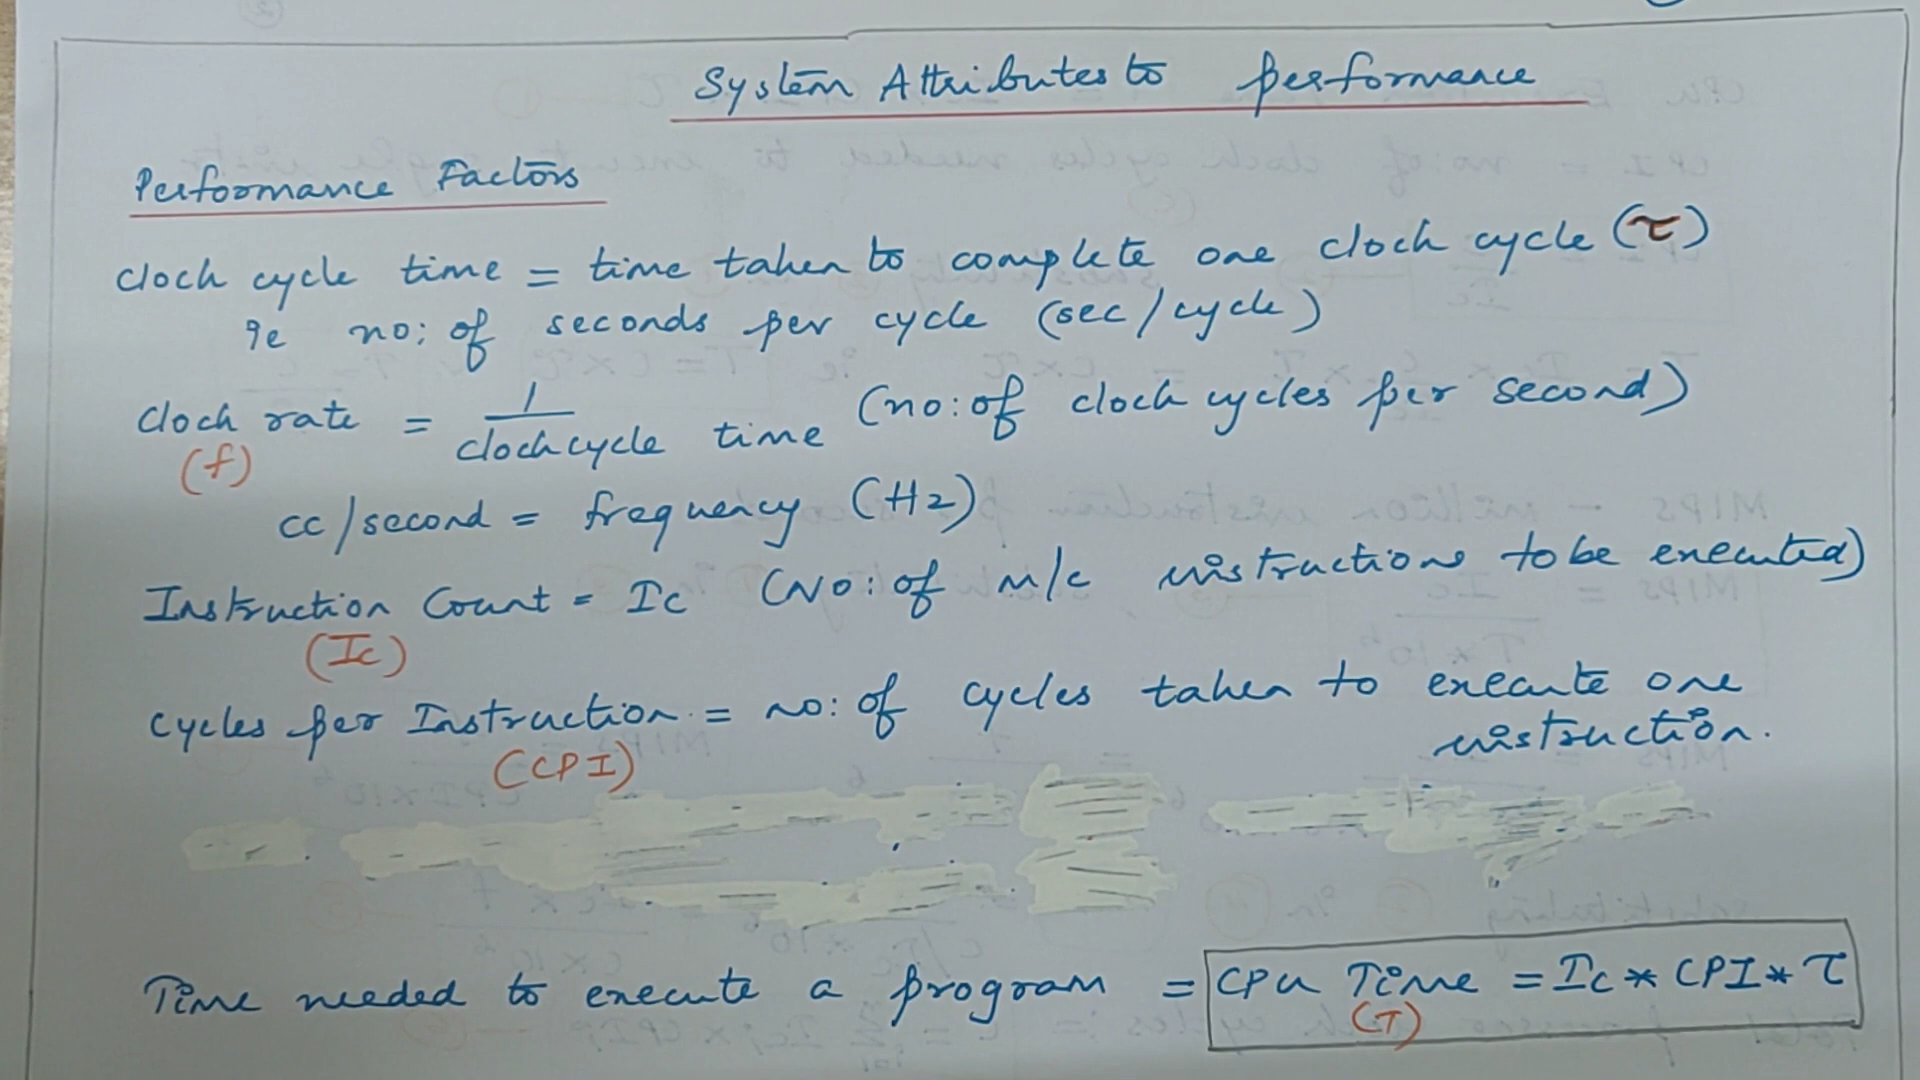 System Attributes to performance
Performance Factors
Clock cycle time = time taken to complete one clock cycle (τ)
ie no: of seconds per cycle (sec/cycle)
Clock rate = 1 / clock cycle time (no: of clock cycles per second)
(f)
cc/second = frequency (Hz)
Instruction Count = Ic (No: of m/c instructions to be executed)
(Ic)
Cycles per Instruction = no: of cycles taken to execute one
instruction.
(CPI)
Time needed to execute a program = CPU Time = Ic * CPI * τ
(T)